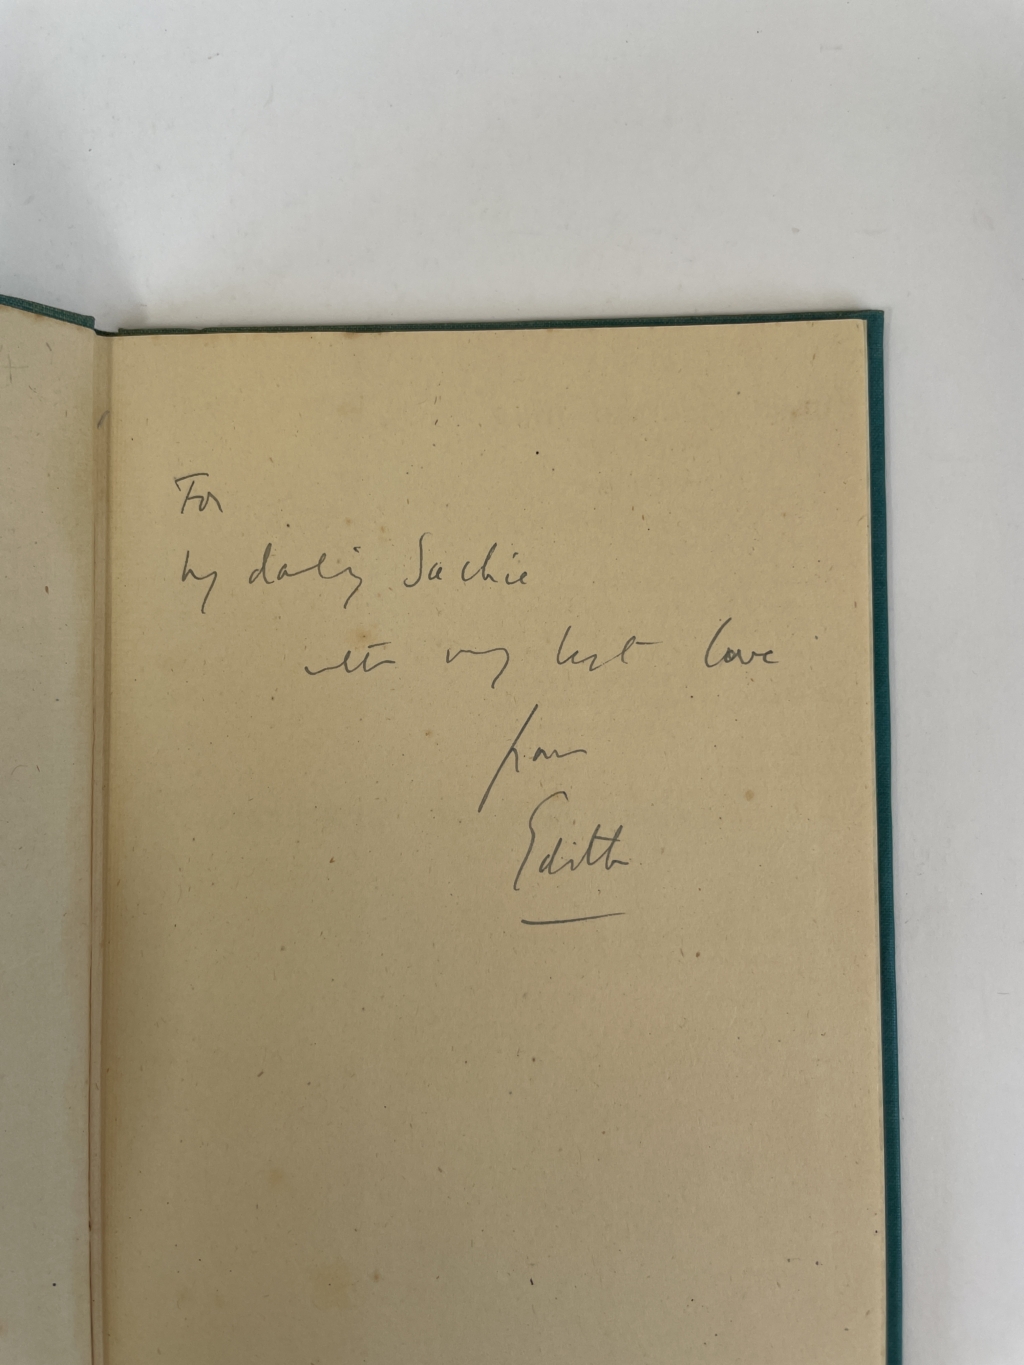 For
my darling Sachie
with my best love
from
Edith